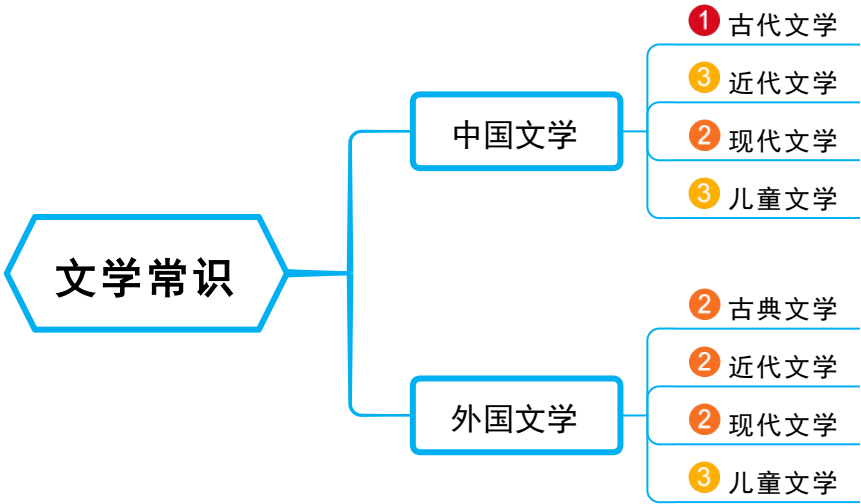 文学常识
中国文学
1 古代文学
3 近代文学
2 现代文学
3 儿童文学
外国文学
2 古典文学
2 近代文学
2 现代文学
3 儿童文学